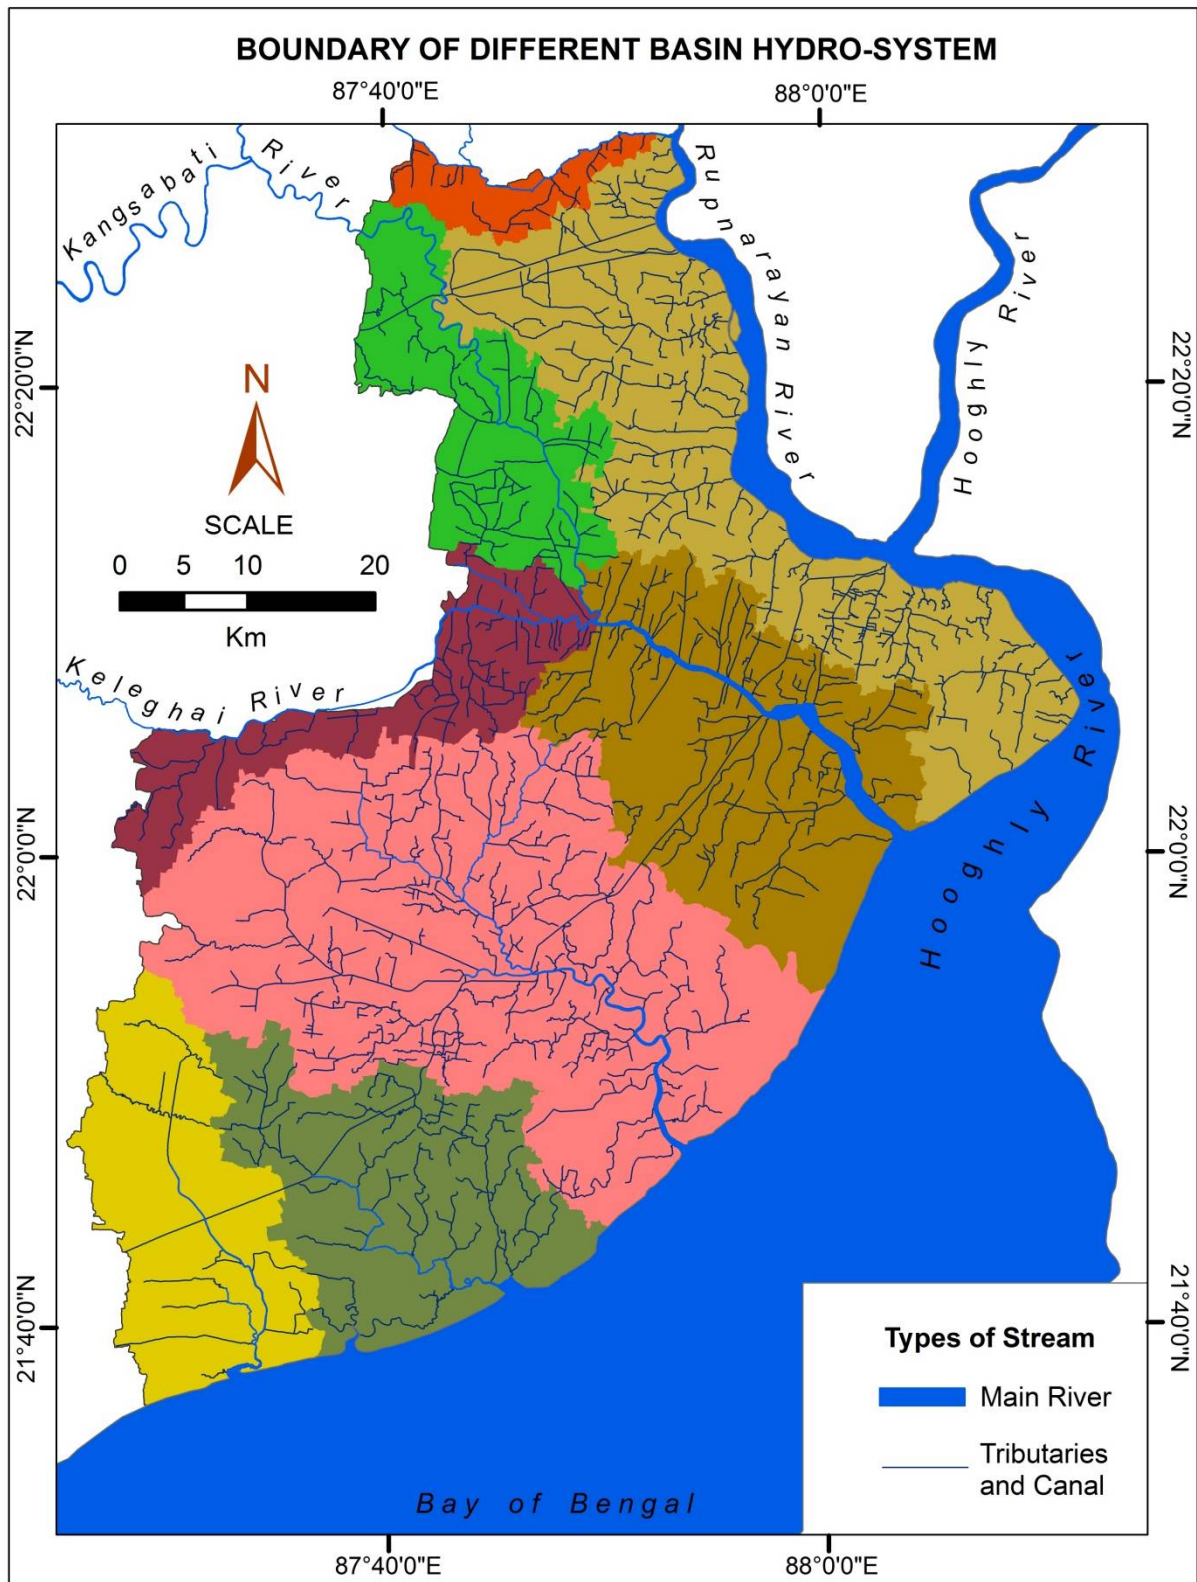 BOUNDARY OF DIFFERENT BASIN HYDRO-SYSTEM
87°40'0"E
88°0'0"E
Kangsabati River
Rupnarayan River
Hooghly River
22°20'0"N
22°20'0"N
N
SCALE
0 5 10 20
Km
Keleghai River
Hooghly River
22°0'0"N
22°0'0"N
21°40'0"N
21°40'0"N
Types of Stream
Main River
Tributaries
and Canal
Bay of Bengal
87°40'0"E
88°0'0"E